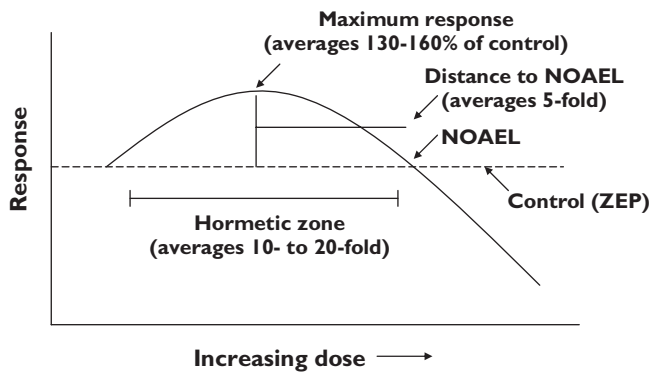 Maximum response
(averages 130-160% of control)
Distance to NOAEL
(averages 5-fold)
NOAEL
Response
Control (ZEP)
Hormetic zone
(averages 10- to 20-fold)
Increasing dose